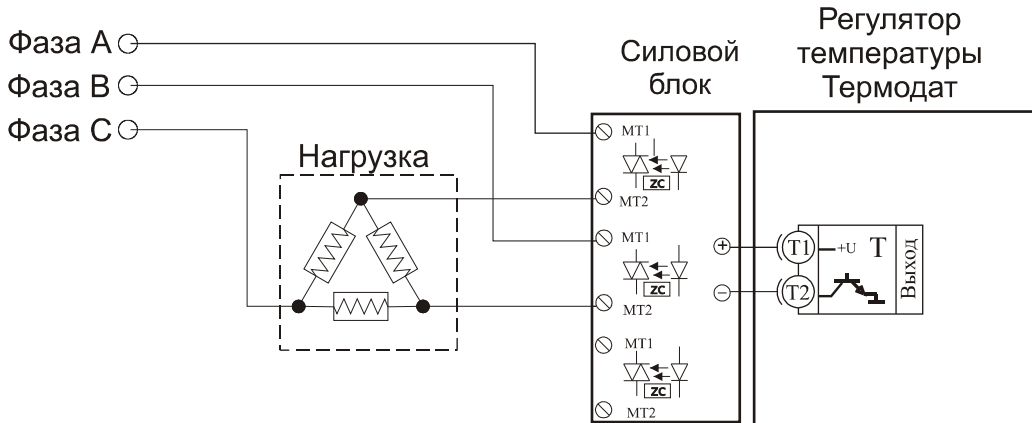 Фаза A
Фаза B
Фаза C
Нагрузка
Силовой
блок
Регулятор
температуры
Термодат
MT1
ZC
MT2
MT1
ZC
MT2
MT1
ZC
MT2
+
−
T1
T2
+U
T
Выход